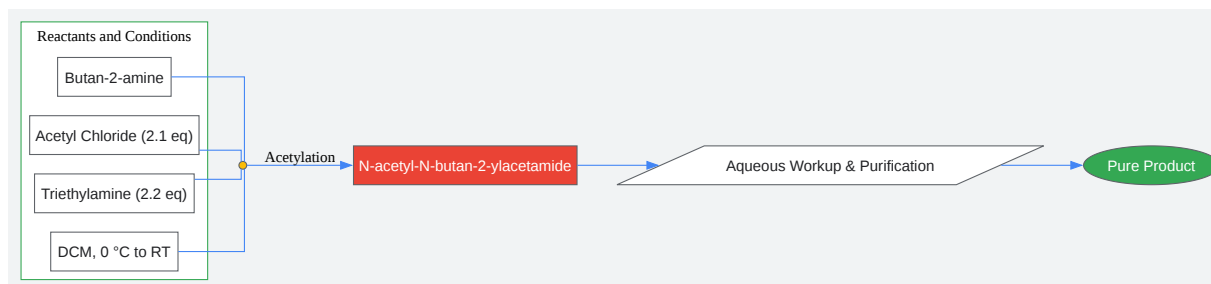 Reactants and Conditions
Butan-2-amine
Acetyl Chloride (2.1 eq)
Triethylamine (2.2 eq)
DCM, 0 °C to RT
Acetylation
N-acetyl-N-butan-2-ylacetamide
Aqueous Workup & Purification
Pure Product